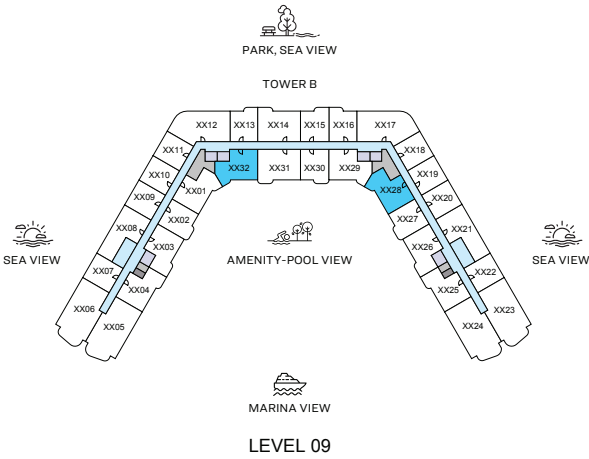 PARK, SEA VIEW
TOWER B
XX12
XX13
XX14
XX15
XX16
XX17
XX11
XX18
XX10
XX01
XX32
XX31
XX30
XX29
XX28
XX19
XX09
XX02
XX27
XX20
XX08
XX03
XX26
XX21
SEA VIEW
AMENITY-POOL VIEW
SEA VIEW
XX07
XX04
XX25
XX22
XX06
XX05
XX24
XX23
MARINA VIEW
LEVEL 09